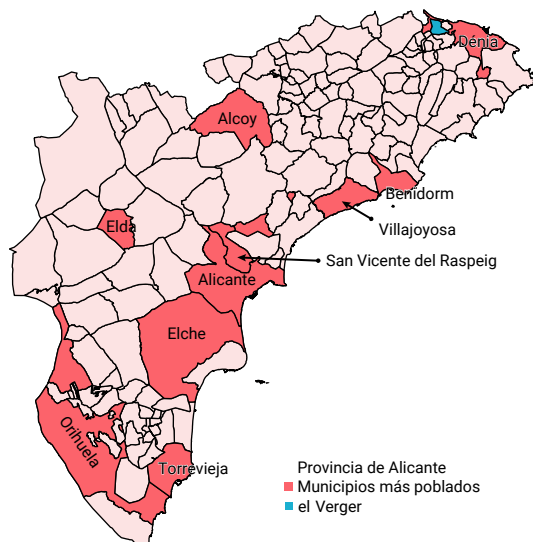 Dénia
Alcoy
Benidorm
Elda
Villajoyosa
San Vicente del Raspeig
Alicante
Elche
Orihuela
Torrevieja
Provincia de Alicante
Municipios más poblados
el Verger